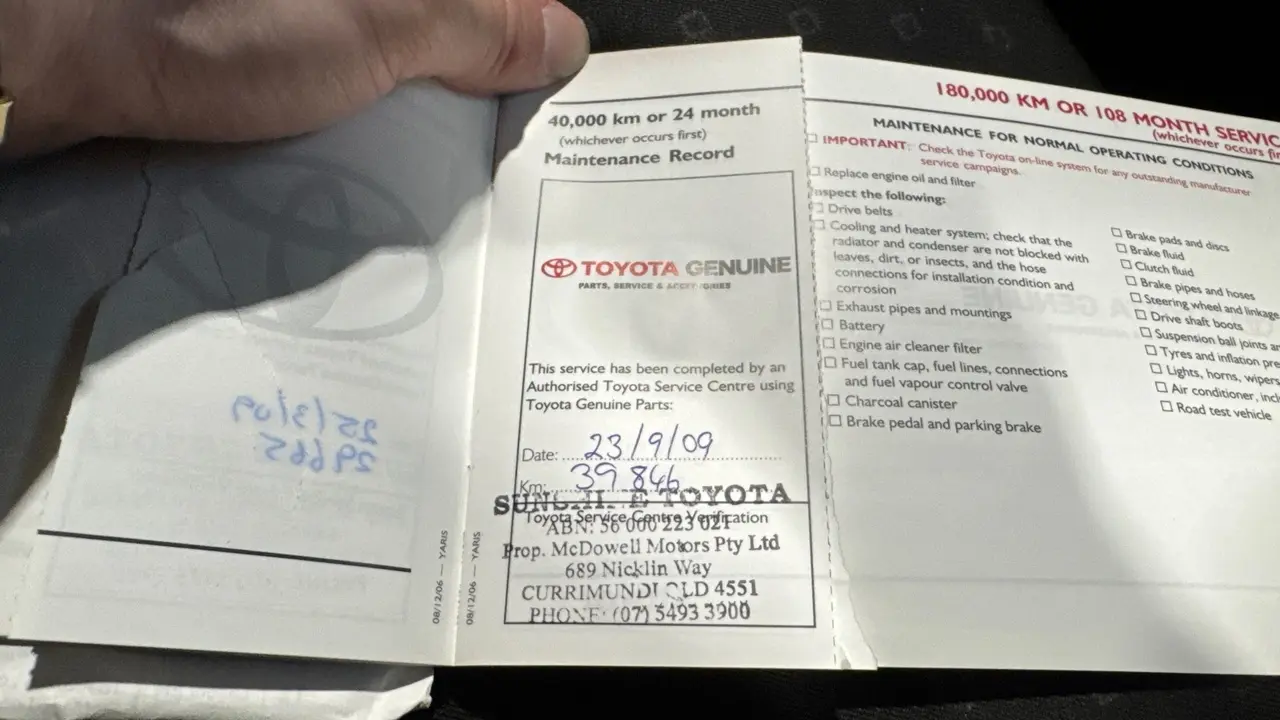 25/3/09
29665
08/12/06 — YARIS
08/12/06 — YARIS
40,000 km or 24 month
(whichever occurs first)
Maintenance Record
TOYOTA GENUINE
PARTS, SERVICE & ACCESSORIES
This service has been completed by an
Authorised Toyota Service Centre using
Toyota Genuine Parts:
Date: 23/9/09
Km: 39 846
SUNSHINE TOYOTA
Toyota Service Centre Verification
ABN: 56 000 223 021
Prop. McDowell Motors Pty Ltd
689 Nicklin Way
CURRIMUNDI QLD 4551
PHONE: (07) 5493 3900
180,000 KM OR 108 MONTH SERVIC
(whichever occurs fir
MAINTENANCE FOR NORMAL OPERATING CONDITIONS
IMPORTANT: Check the Toyota on-line system for any outstanding manufacturer
service campaigns.
Replace engine oil and filter
Inspect the following:
Drive belts
Cooling and heater system; check that the
radiator and condenser are not blocked with
leaves, dirt, or insects, and the hose
connections for installation condition and
corrosion
Exhaust pipes and mountings
Battery
Engine air cleaner filter
Fuel tank cap, fuel lines, connections
and fuel vapour control valve
Charcoal canister
Brake pedal and parking brake
Brake pads and discs
Brake fluid
Clutch fluid
Brake pipes and hoses
Steering wheel and linkage
Drive shaft boots
Suspension ball joints a
Tyres and inflation pre
Lights, horns, wipers
Air conditioner, incl
Road test vehicle